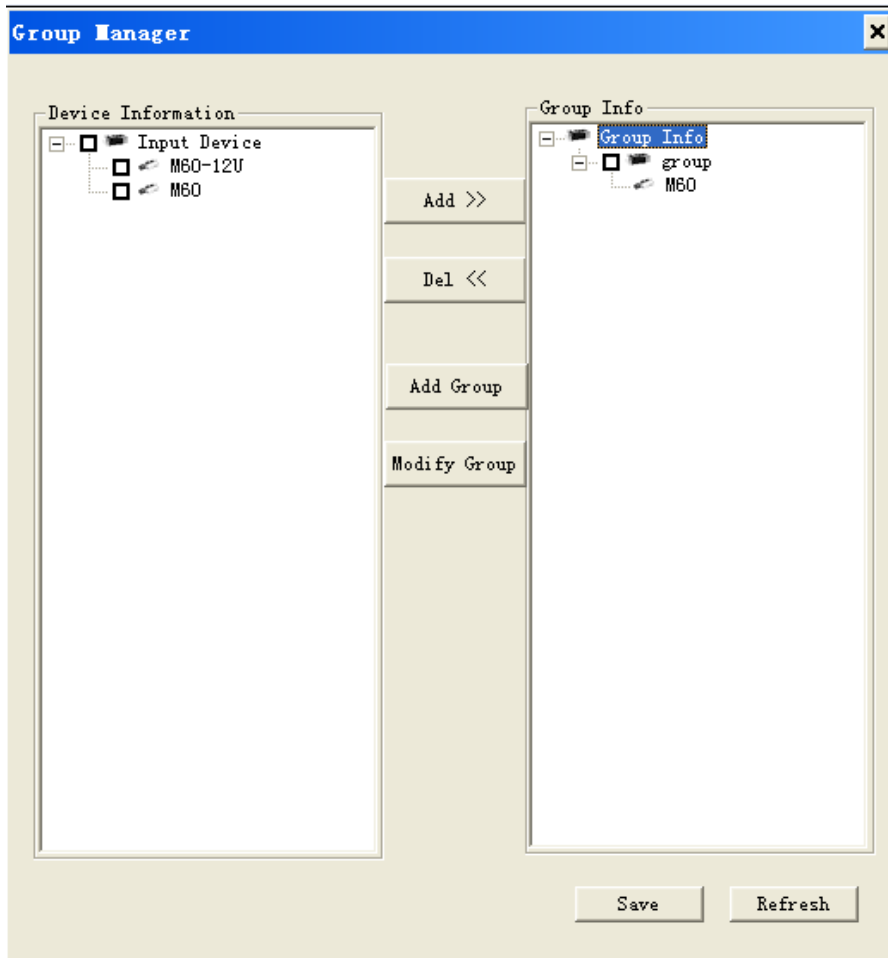 Group Manager
Device Information
Input Device
M60-12U
M60
Add >>
Del <<
Add Group
Modify Group
Group Info
Group Info
group
M60
Save
Refresh